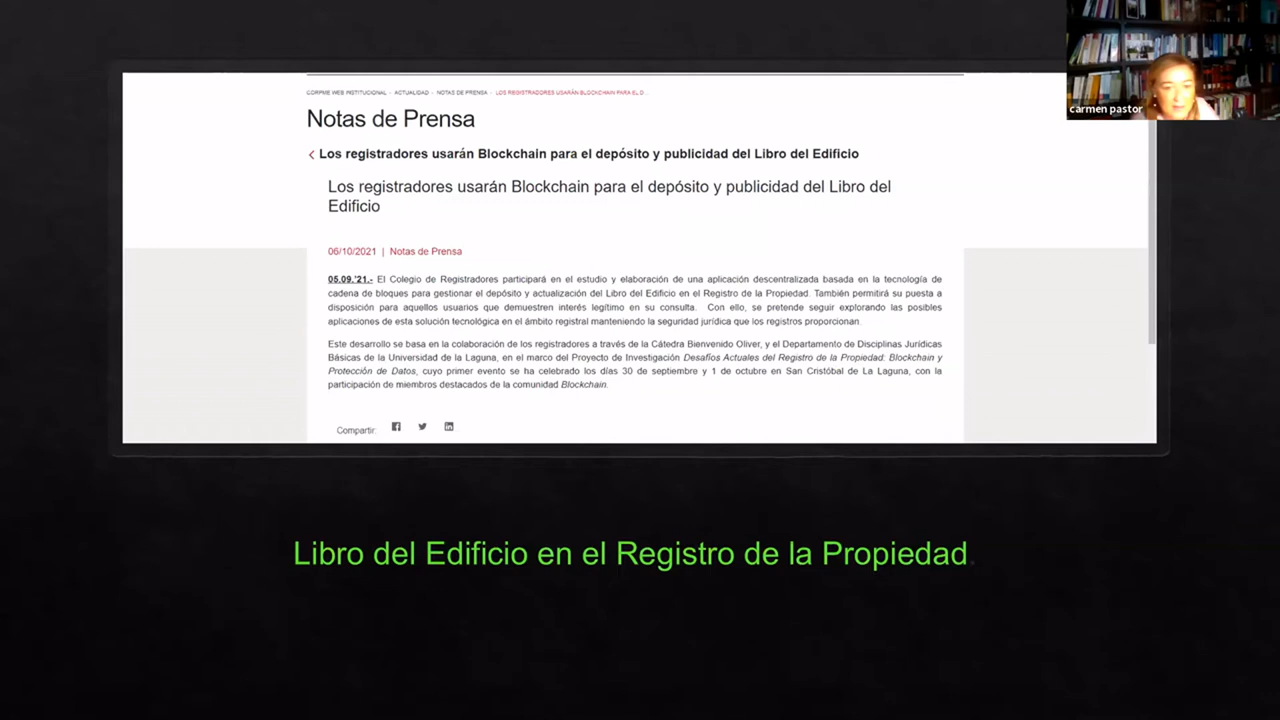 CORPME WEB INSTITUCIONAL - ACTUALIDAD - NOTAS DE PRENSA - LOS REGISTRADORES USARÁN BLOCKCHAIN PARA EL D...
carmen pastor
Notas de Prensa
Los registradores usarán Blockchain para el depósito y publicidad del Libro del Edificio
Los registradores usarán Blockchain para el depósito y publicidad del Libro del
Edificio
06/10/2021 | Notas de Prensa
05.09.'21.- El Colegio de Registradores participará en el estudio y elaboración de una aplicación descentralizada basada en la tecnología de
cadena de bloques para gestionar el depósito y actualización del Libro del Edificio en el Registro de la Propiedad. También permitirá su puesta a
disposición para aquellos usuarios que demuestren interés legítimo en su consulta. Con ello, se pretende seguir explorando las posibles
aplicaciones de esta solución tecnológica en el ámbito registral manteniendo la seguridad jurídica que los registros proporcionan.
Este desarrollo se basa en la colaboración de los registradores a través de la Cátedra Bienvenido Oliver, y el Departamento de Disciplinas Jurídicas
Básicas de la Universidad de la Laguna, en el marco del Proyecto de Investigación Desafíos Actuales del Registro de la Propiedad: Blockchain y
Protección de Datos, cuyo primer evento se ha celebrado los días 30 de septiembre y 1 de octubre en San Cristóbal de La Laguna, con la
participación de miembros destacados de la comunidad Blockchain.
Compartir:
Libro del Edificio en el Registro de la Propiedad.